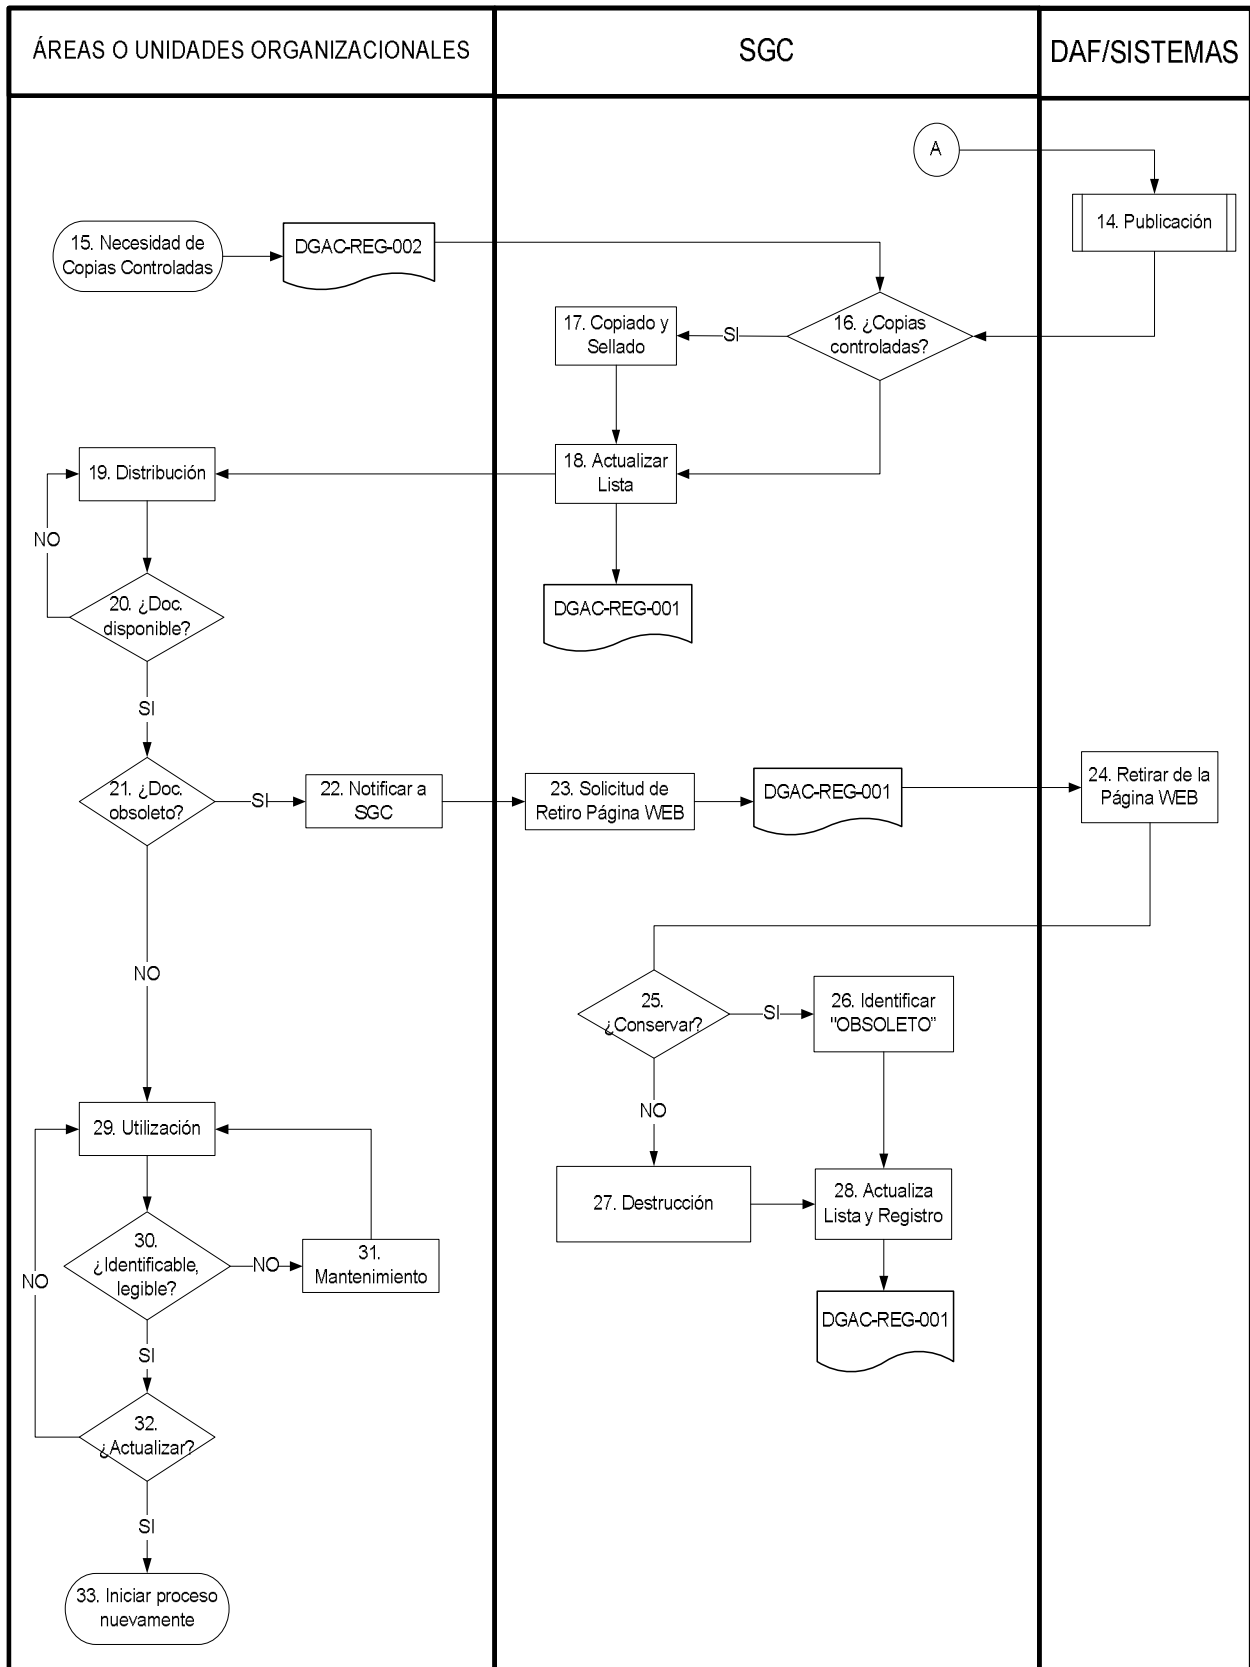 ÁREAS O UNIDADES ORGANIZACIONALES
SGC
DAF/SISTEMAS
A
14. Publicación
15. Necesidad de
Copias Controladas
DGAC-REG-002
16. ¿Copias
controladas?
SI
17. Copiado y
Sellado
18. Actualizar
Lista
19. Distribución
NO
DGAC-REG-001
20. ¿Doc.
disponible?
SI
21. ¿Doc.
obsoleto?
SI
22. Notificar a
SGC
23. Solicitud de
Retiro Página WEB
DGAC-REG-001
24. Retirar de la
Página WEB
NO
25.
¿Conservar?
SI
26. Identificar
"OBSOLETO”
NO
27. Destrucción
28. Actualiza
Lista y Registro
DGAC-REG-001
29. Utilización
30.
¿Identificable,
legible?
NO
31.
Mantenimiento
NO
SI
32.
¿Actualizar?
SI
33. Iniciar proceso
nuevamente